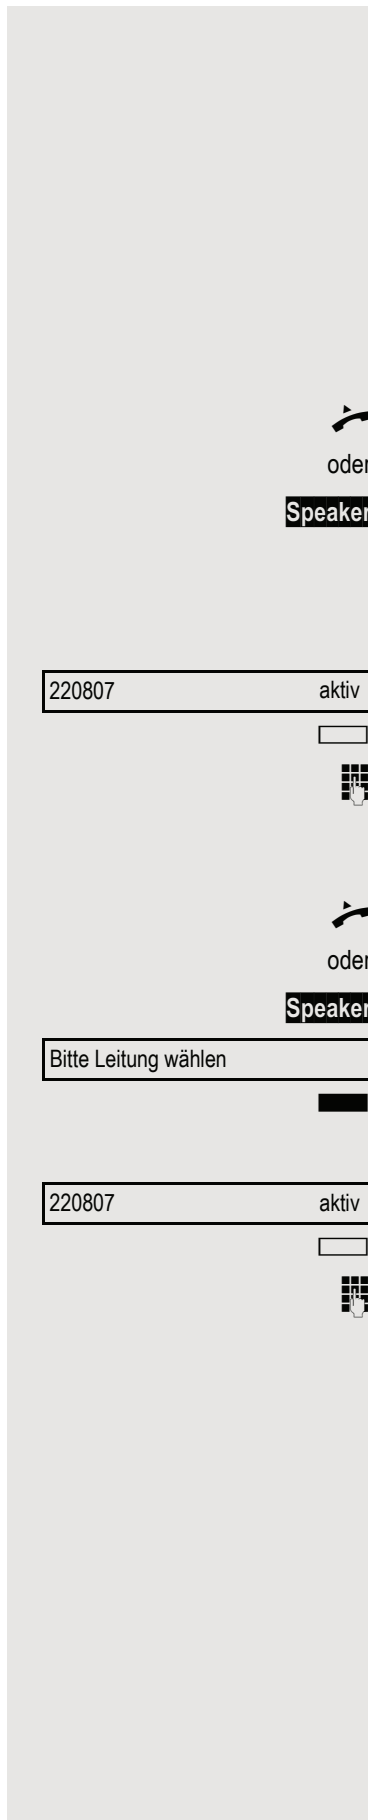 oder
Speaker
220807 aktiv
oder
Speaker
Bitte Leitung wählen
220807 aktiv